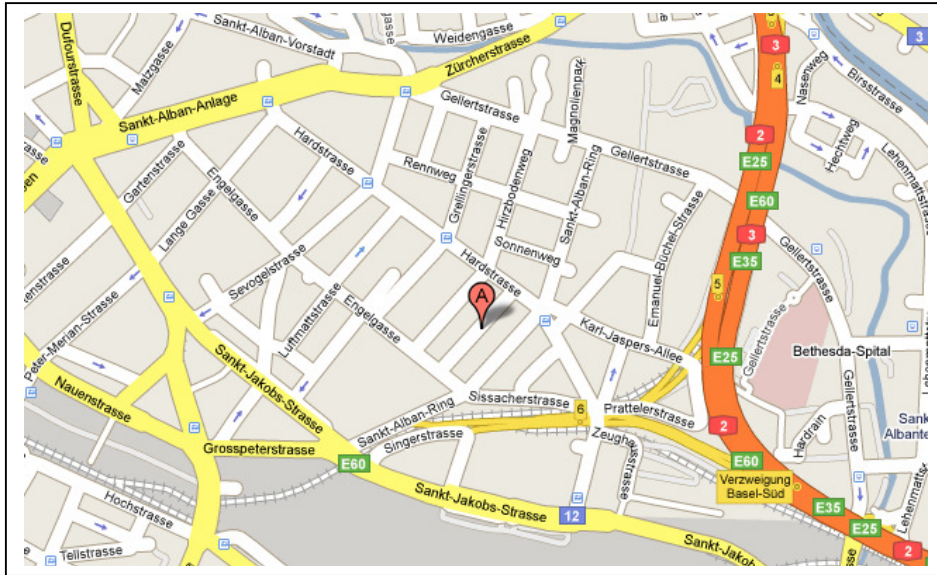 Sankt-Alban-Vorstadt
Weidengasse
Dufourstrasse
Malzgasse
Zürcherstrasse
3
3
4
Nasenweg
Birsstrasse
Sankt-Alban-Anlage
Gellertstrasse
Magnolienpark
2
Hechtweg
Lehenmattstrasse
Hardstrasse
Rennweg
Grellingerstrasse
Hirzbodenweg
Gellertstrasse
E25
Gartenstrasse
Engelgasse
Sankt-Alban-Ring
E60
Lange Gasse
Sonnenweg
Emanuel-Büchel-Strasse
3
Gellertstrasse
E35
Sevogelstrasse
Hardstrasse
5
Peter-Merian-Strasse
Luftmattstrasse
Engelgasse
A
Karl-Jaspers-Allee
E25
Gellertstrasse
Bethesda-Spital
Nauenstrasse
Sankt-Jakobs-Strasse
Sankt-Alban-Ring
Sissacherstrasse
6
Prattelerstrasse
2
Hardrain
Gellertstrasse
Grosspeterstrasse
Singerstrasse
E60
E60
Verzweigung
Basel-Süd
Hochstrasse
Sankt-Jakobs-Strasse
12
E35
E25
2
Tellstrasse